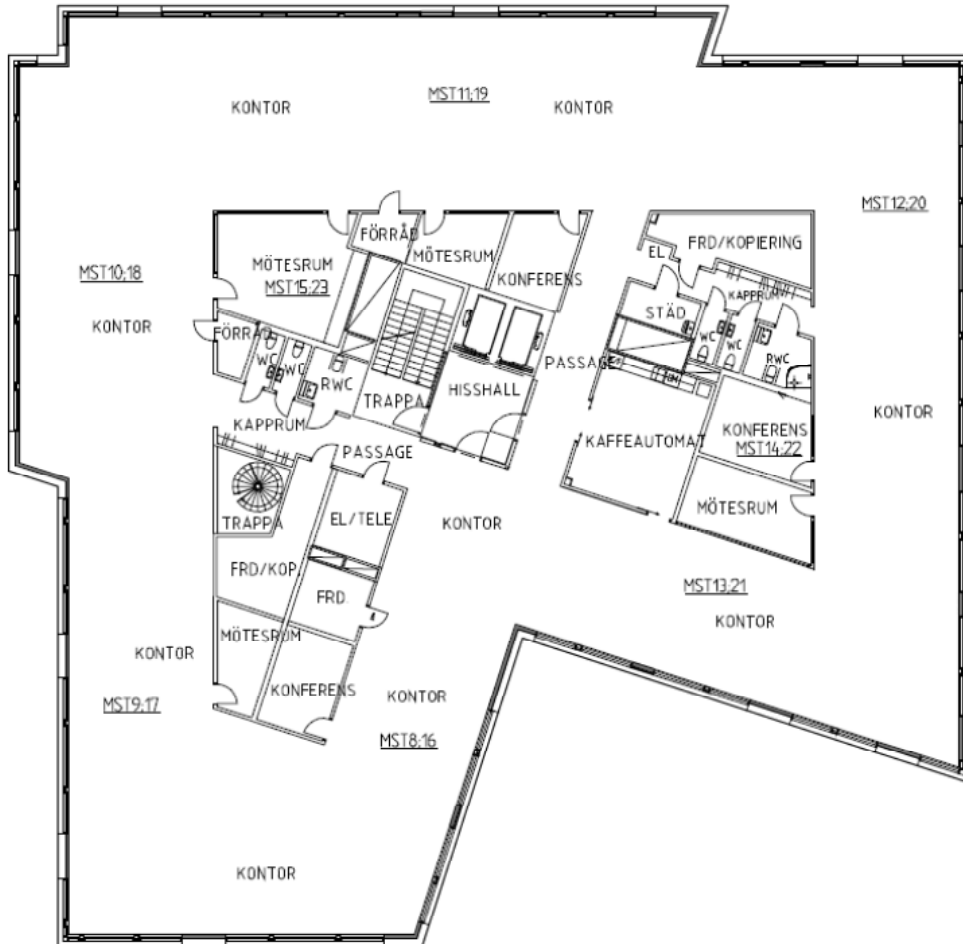 MST11;19
KONTOR
KONTOR
MST12;20
FÖRRÅD
MÖTESRUM
EL
FRD/KOPIERING
MÖTESRUM
MST15;23
MST10;18
KONFERENS
KAPPRUM
STÄD
KONTOR
FÖRRÅD
WC
WC
RWC
TRAPPA
HISSHALL
PASSAGE
WC
WC
RWC
KAPPRUM
KAFFEAUTOMAT
KONFERENS
MST14;22
KONTOR
PASSAGE
TRAPPA
EL/TELE
KONTOR
MÖTESRUM
FRD/KOP.
FRD.
MST13;21
KONTOR
MÖTESRUM
KONTOR
KONFERENS
KONTOR
MST9;17
MST8;16
KONTOR